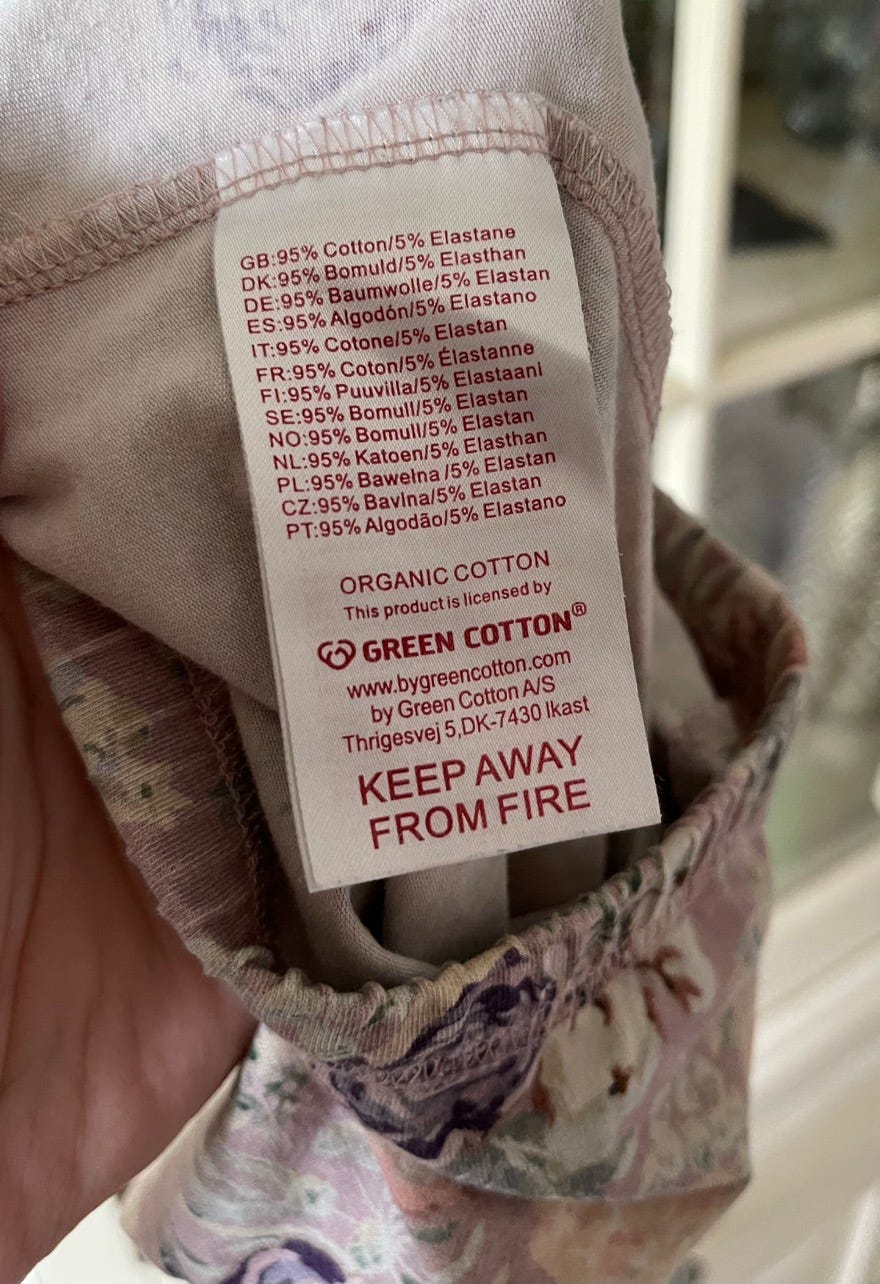 GB:95% Cotton/5% Elastane
DK:95% Bomuld/5% Elasthan
DE:95% Baumwolle/5% Elastan
ES:95% Algodón/5% Elastano
IT:95% Cotone/5% Elastan
FR:95% Coton/5% Élastanne
FI:95% Puuvilla/5% Elastaani
SE:95% Bomull/5% Elastan
NO:95% Bomull/5% Elastan
NL:95% Katoen/5% Elasthan
PL:95% Bawełna /5% Elastan
CZ:95% Bavlna/5% Elastan
PT:95% Algodão/5% Elastano
ORGANIC COTTON
This product is licensed by
GREEN COTTON®
www.bygreencotton.com
by Green Cotton A/S
Thrigesvej 5,DK-7430 Ikast
KEEP AWAY
FROM FIRE